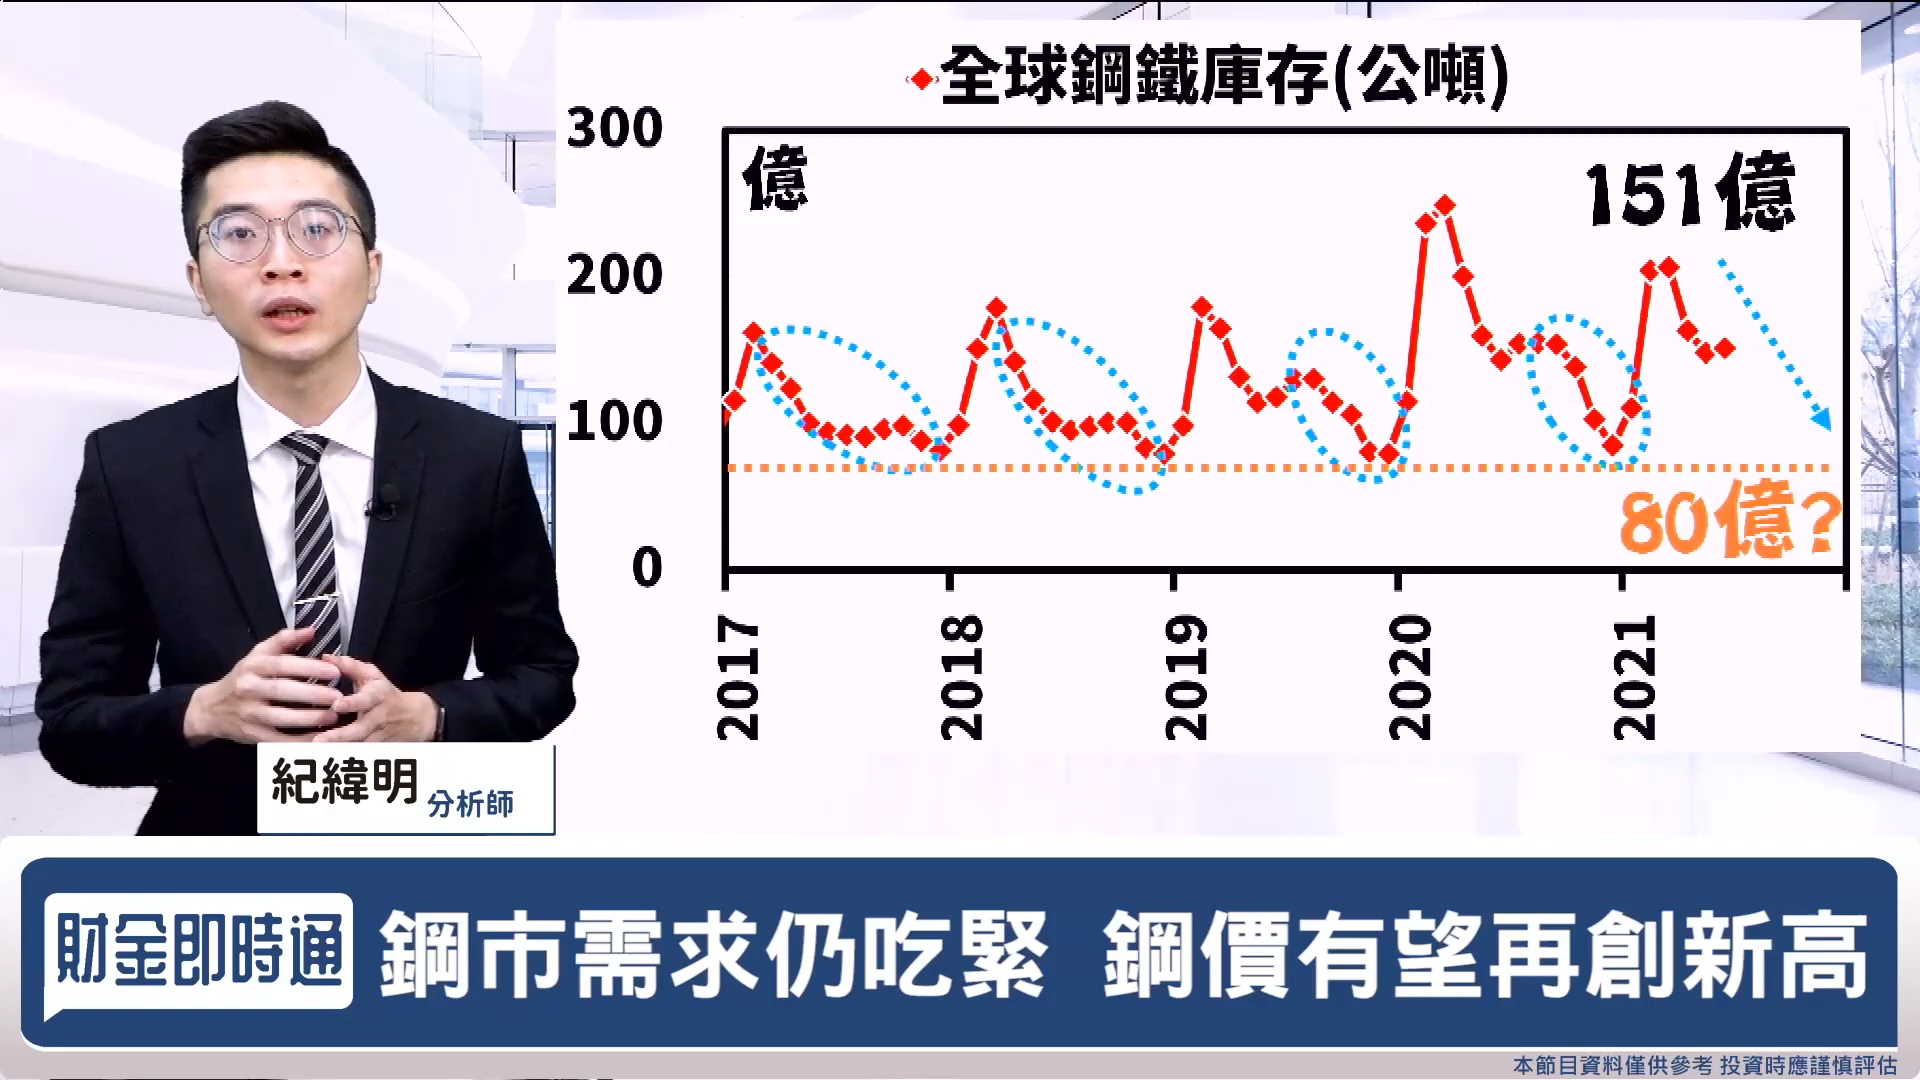 全球鋼鐵庫存(公噸)
300
200
100
0
億
151億
80億?
2017
2018
2019
2020
2021
紀緯明 分析師
財金即時通
鋼市需求仍吃緊 鋼價有望再創新高
本節目資料僅供參考 投資時應謹慎評估